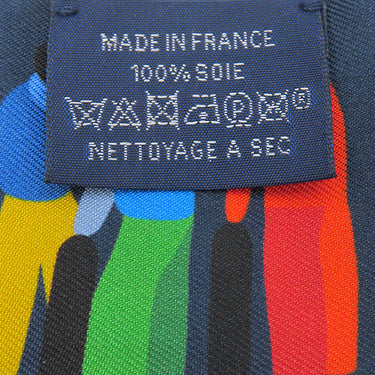 MADE IN FRANCE
100% SOIE
P ®
NETTOYAGE A SEC